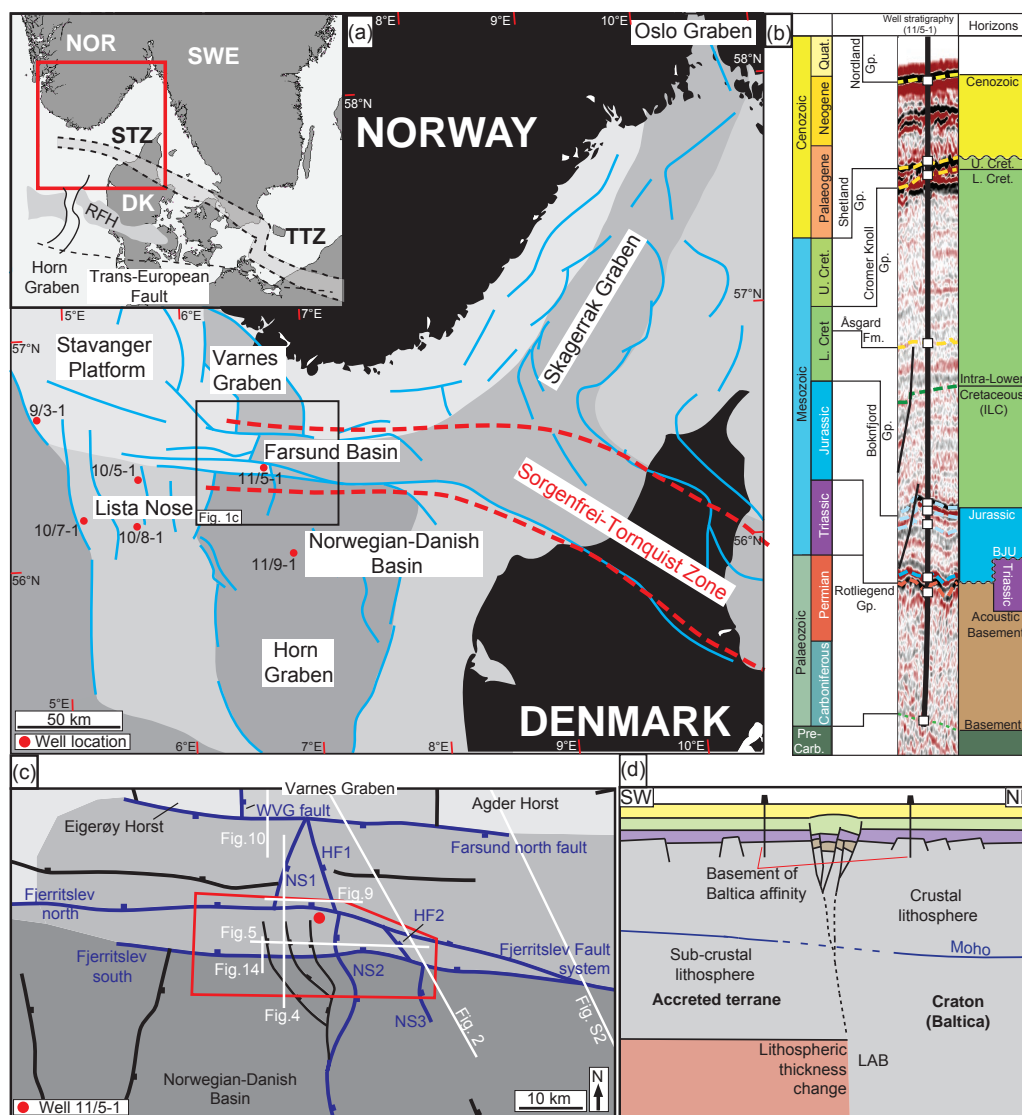 (a)
8°E
9°E
10°E
Oslo Graben
58°N
58°N
NOR
SWE
STZ
DK
RFH
TTZ
Horn
Graben
Trans-European
Fault
NORWAY
5°E
6°E
7°E
57°N
57°N
Stavanger
Platform
Varnes
Graben
Skagerrak Graben
9/3-1
Farsund Basin
10/5-1
11/5-1
Lista Nose
Fig. 1c
10/7-1
10/8-1
Norwegian-Danish
Basin
11/9-1
Sorgenfrei-Tornquist Zone
56°N
56°N
Horn
Graben
5°E
50 km
Well location
DENMARK
6°E
7°E
8°E
9°E
10°E
(b)
Well stratigraphy
(11/5-1)
Horizons
Cenozoic
Quat.
Neogene
Palaeogene
Mesozoic
U. Cret.
L. Cret.
Jurassic
Triassic
Palaeozoic
Permian
Carboniferous
Pre-
Carb.
Nordland
Gp.
Shetland
Gp.
Cromer Knoll
Gp.
Åsgard
Fm.
Boknfjord
Gp.
Rotliegend
Gp.
Cenozoic
U. Cret.
L. Cret.
Intra-Lower
Cretaceous
(ILC)
Jurassic
BJU
Triassic
Acoustic
Basement
Basement
(c)
Varnes Graben
WVG fault
Eigerøy Horst
Agder Horst
Fig.10
HF1
Farsund north fault
NS1
Fjerritslev
north
Fig.9
HF2
Fig.5
Fjerritslev
south
Fjerritslev Fault
system
Fig.14
NS2
Fig.4
NS3
Fig. 2
Fig. S2
Norwegian-Danish
Basin
Well 11/5-1
10 km
N
(d)
SW
NE
Basement of
Baltica affinity
Crustal
lithosphere
Moho
Sub-crustal
lithosphere
Accreted terrane
Craton
(Baltica)
Lithospheric
thickness
change
LAB